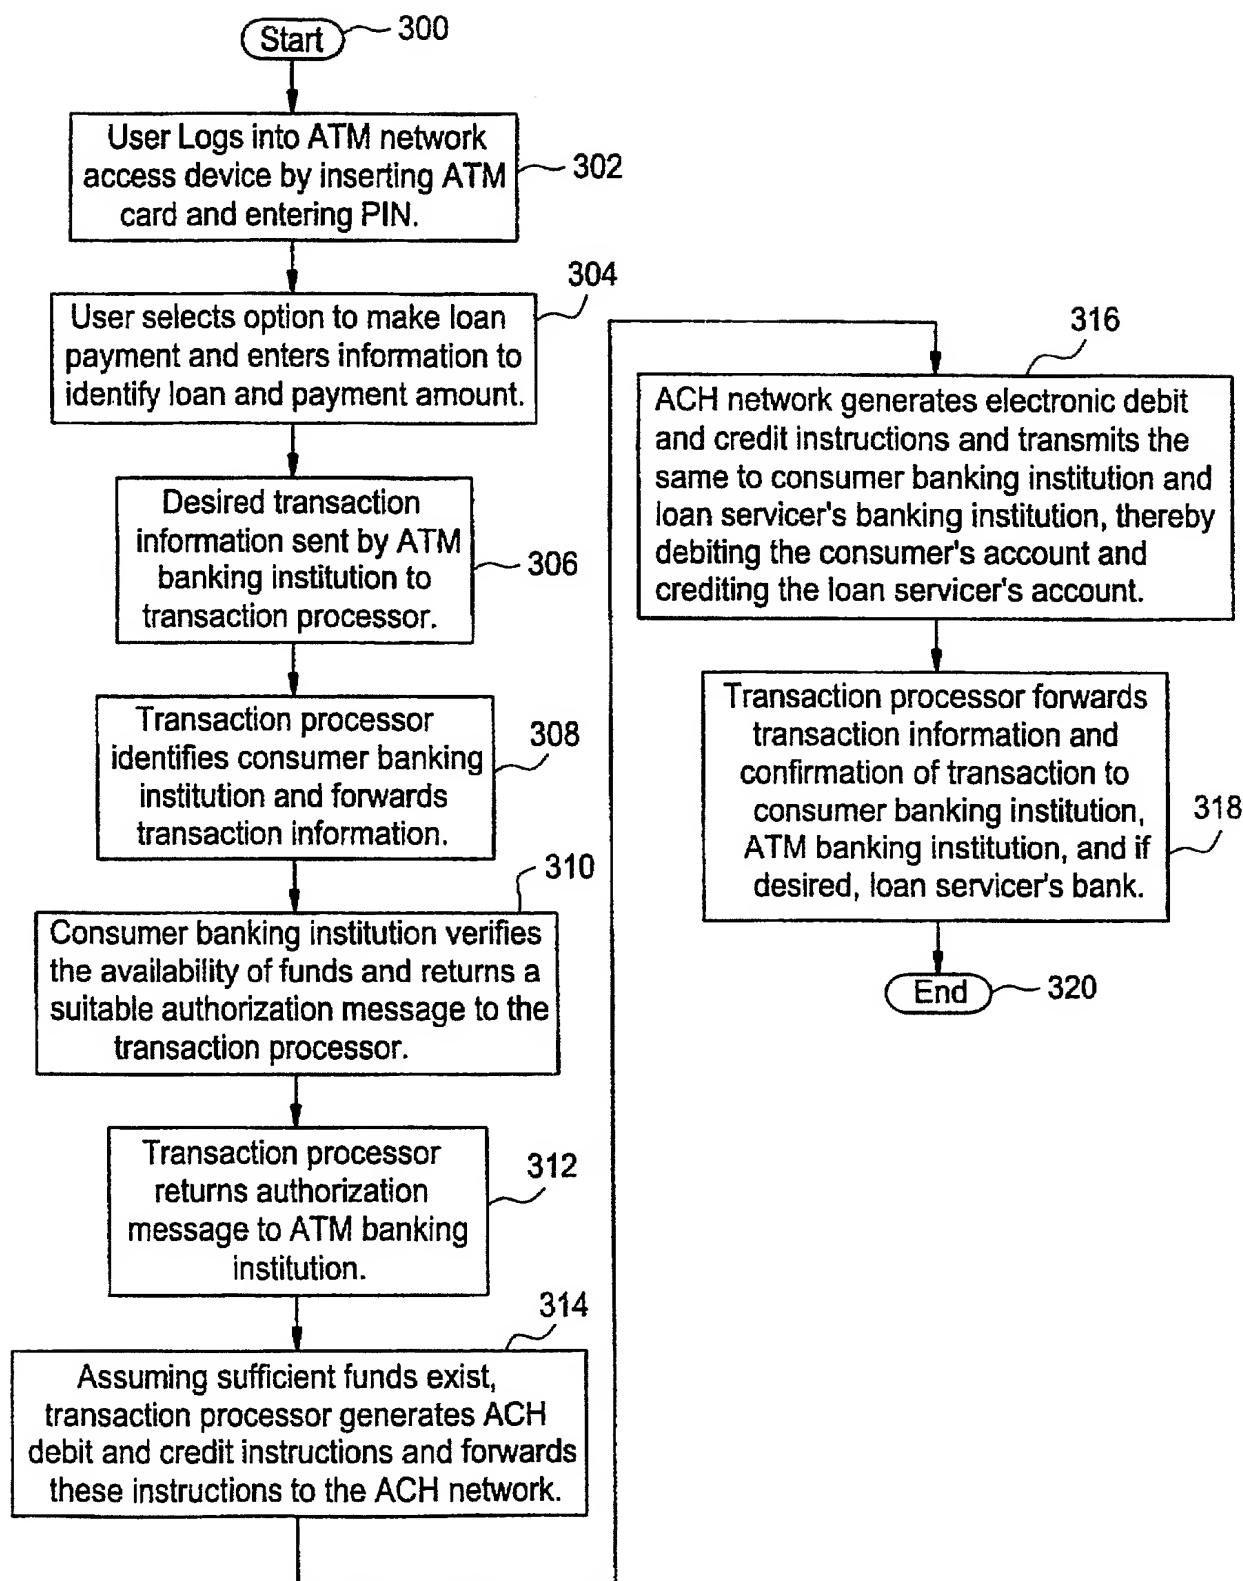 Start
300
User Logs into ATM network
access device by inserting ATM
card and entering PIN.
302
304
User selects option to make loan
payment and enters information to
identify loan and payment amount.
Desired transaction
information sent by ATM
banking institution to
transaction processor.
306
Transaction processor
identifies consumer banking
institution and forwards
transaction information.
308
310
Consumer banking institution verifies
the availability of funds and returns a
suitable authorization message to the
transaction processor.
Transaction processor
returns authorization
message to ATM banking
institution.
312
314
Assuming sufficient funds exist,
transaction processor generates ACH
debit and credit instructions and forwards
these instructions to the ACH network.
316
ACH network generates electronic debit
and credit instructions and transmits the
same to consumer banking institution and
loan servicer's banking institution, thereby
debiting the consumer's account and
crediting the loan servicer's account.
Transaction processor forwards
transaction information and
confirmation of transaction to
consumer banking institution,
ATM banking institution, and if
desired, loan servicer's bank.
318
End
320